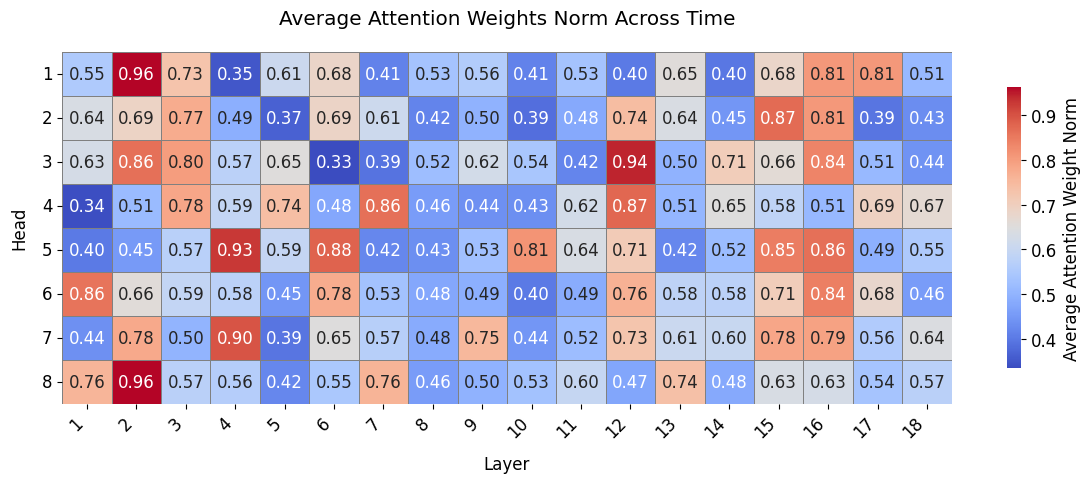 Average Attention Weights Norm Across Time
Head
1 0.55 0.96 0.73 0.35 0.61 0.68 0.41 0.53 0.56 0.41 0.53 0.40 0.65 0.40 0.68 0.81 0.81 0.51
2 0.64 0.69 0.77 0.49 0.37 0.69 0.61 0.42 0.50 0.39 0.48 0.74 0.64 0.45 0.87 0.81 0.39 0.43
3 0.63 0.86 0.80 0.57 0.65 0.33 0.39 0.52 0.62 0.54 0.42 0.94 0.50 0.71 0.66 0.84 0.51 0.44
4 0.34 0.51 0.78 0.59 0.74 0.48 0.86 0.46 0.44 0.43 0.62 0.87 0.51 0.65 0.58 0.51 0.69 0.67
5 0.40 0.45 0.57 0.93 0.59 0.88 0.42 0.43 0.53 0.81 0.64 0.71 0.42 0.52 0.85 0.86 0.49 0.55
6 0.86 0.66 0.59 0.58 0.45 0.78 0.53 0.48 0.49 0.40 0.49 0.76 0.58 0.58 0.71 0.84 0.68 0.46
7 0.44 0.78 0.50 0.90 0.39 0.65 0.57 0.48 0.75 0.44 0.52 0.73 0.61 0.60 0.78 0.79 0.56 0.64
8 0.76 0.96 0.57 0.56 0.42 0.55 0.76 0.46 0.50 0.53 0.60 0.47 0.74 0.48 0.63 0.63 0.54 0.57
1 2 3 4 5 6 7 8 9 10 11 12 13 14 15 16 17 18
Layer
0.9
0.8
0.7
0.6
0.5
0.4
Average Attention Weight Norm